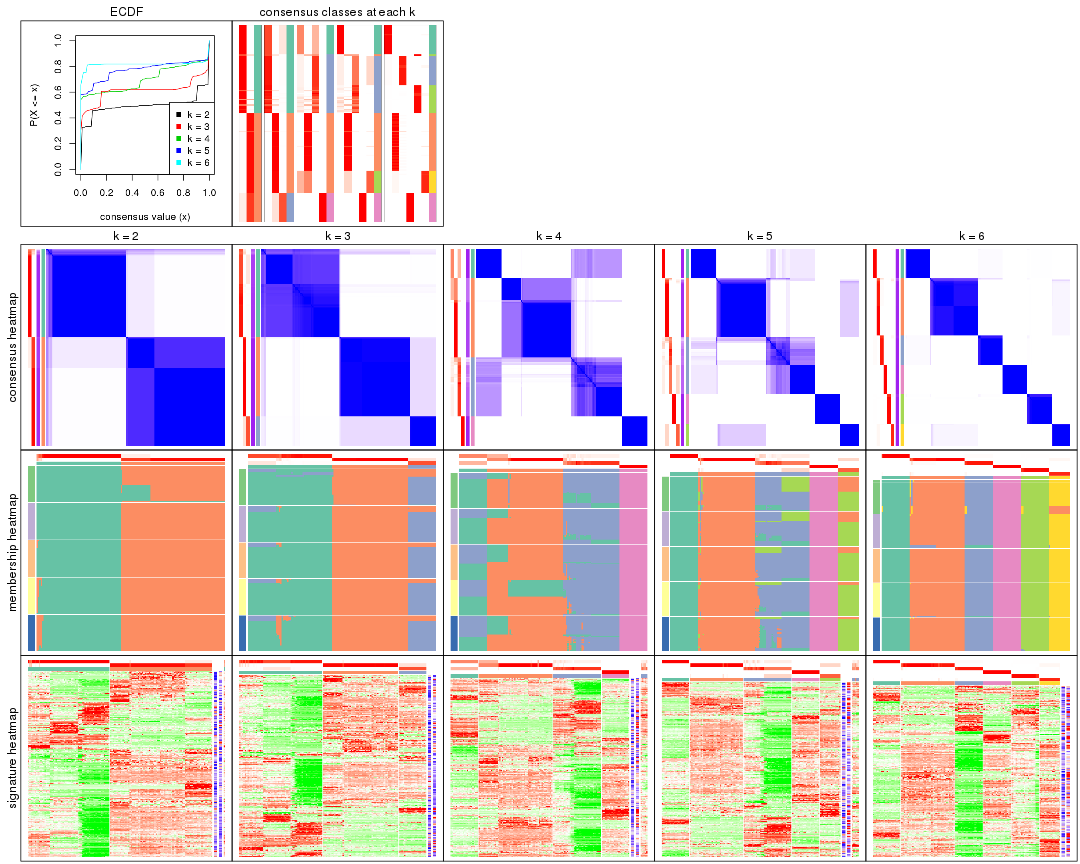 ECDF
consensus classes at each k
P(X <= x)
0.0 0.2 0.4 0.6 0.8 1.0
k = 2
k = 3
k = 4
k = 5
k = 6
0.0 0.2 0.4 0.6 0.8 1.0
consensus value (x)
k = 2
k = 3
k = 4
k = 5
k = 6
consensus heatmap
membership heatmap
signature heatmap